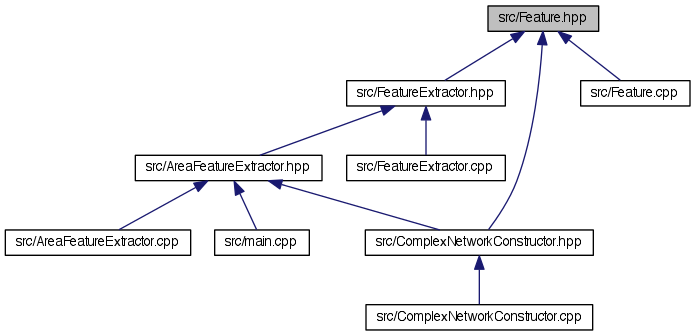 src/Feature.hpp
src/FeatureExtractor.hpp
src/Feature.cpp
src/AreaFeatureExtractor.hpp
src/FeatureExtractor.cpp
src/AreaFeatureExtractor.cpp
src/main.cpp
src/ComplexNetworkConstructor.hpp
src/ComplexNetworkConstructor.cpp